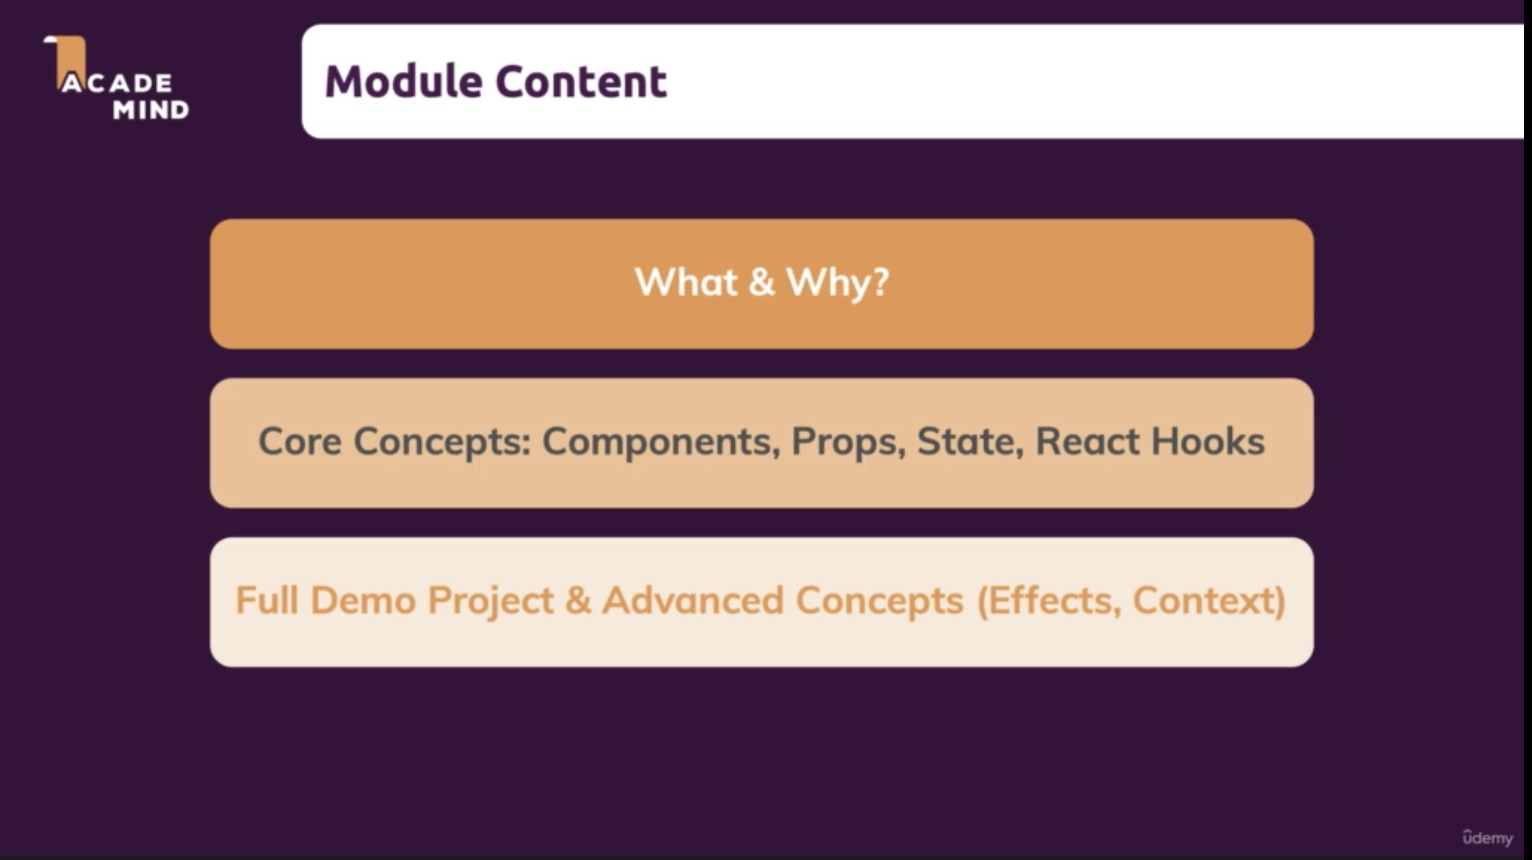 ACADE
MIND
Module Content
What & Why?
Core Concepts: Components, Props, State, React Hooks
Full Demo Project & Advanced Concepts (Effects, Context)
ûdemy